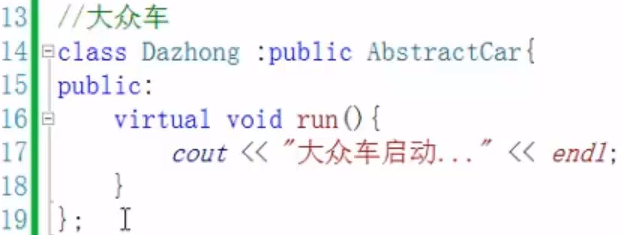 13 //大众车
14 class Dazhong :public AbstractCar{
15 public:
16     virtual void run(){
17         cout << "大众车启动..." << endl;
18     }
19 };